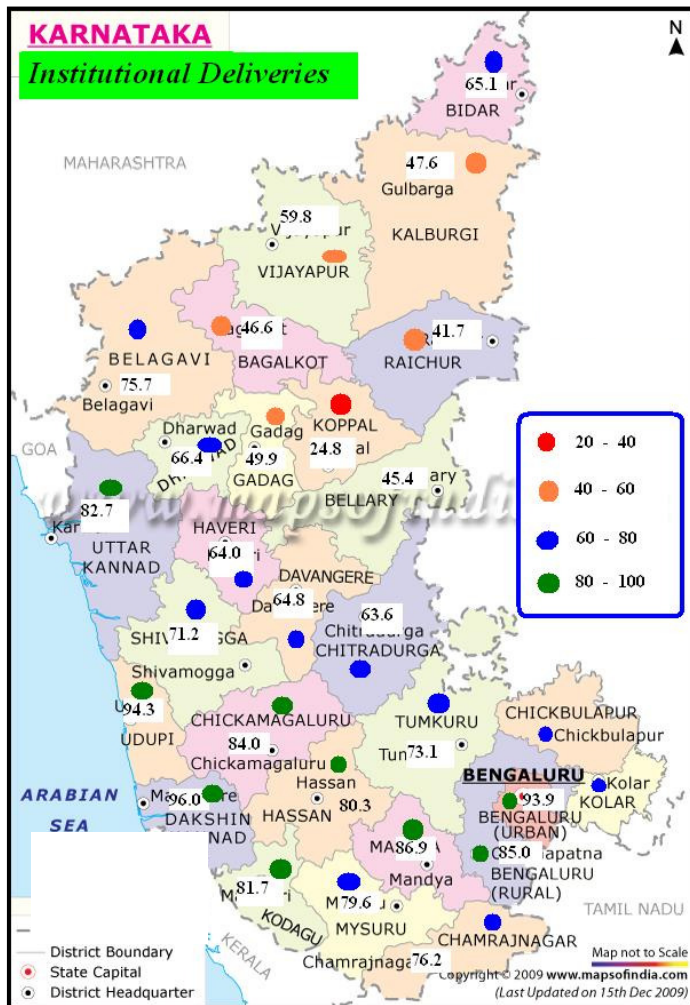 KARNATAKA
Institutional Deliveries
N
65.1
BIDAR
MAHARASHTRA
47.6
Gulbarga
KALBURGI
59.8
VIJAYAPUR
46.6
BAGALKOT
41.7
RAICHUR
BELAGAVI
75.7
Belagavi
KOPPAL
24.8
Dharwad
66.4
Gadag
49.9
GADAG
GOA
45.4
BELLARY
www.mapsofindia
82.7
UTTAR
KANNAD
HAVERI
64.0
DAVANGERE
64.8
63.6
Chitradurga
CHITRADURGA
71.2
Shivamogga
20 - 40
40 - 60
60 - 80
80 - 100
94.3
UDUPI
CHICKAMAGALURU
84.0
Chickamagaluru
TUMKURU
73.1
CHICKBULAPUR
Chickbulapur
BENGALURU
Kolar
KOLAR
93.9
BENGALURU
(URBAN)
ARABIAN
SEA
96.0
DAKSHIN
Hassan
HASSAN
80.3
86.9
Mandya
85.0
BENGALURU
(RURAL)
81.7
KODAGU
79.6
MYSURU
CHAMRAJNAGAR
Chamrajnaga
76.2
TAMIL NADU
KERALA
District Boundary
State Capital
District Headquarter
Map not to Scale
Copyright © 2009 www.mapsofindia.com
(Last Updated on 15th Dec 2009)